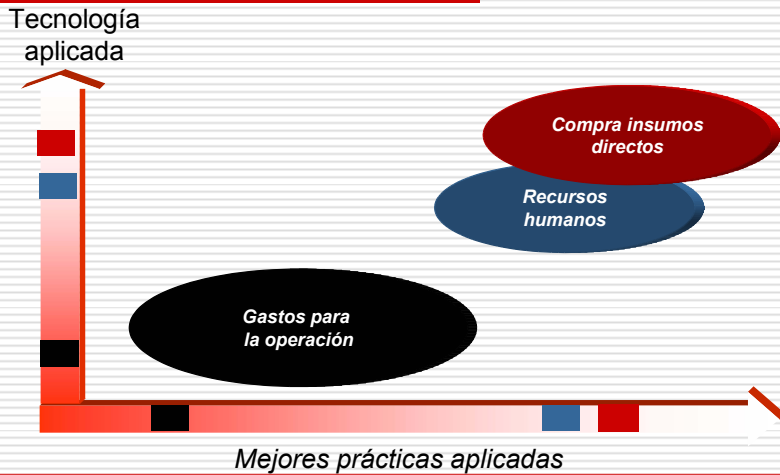 Tecnología
aplicada
Compra insumos
directos
Recursos
humanos
Gastos para
la operación
Mejores prácticas aplicadas